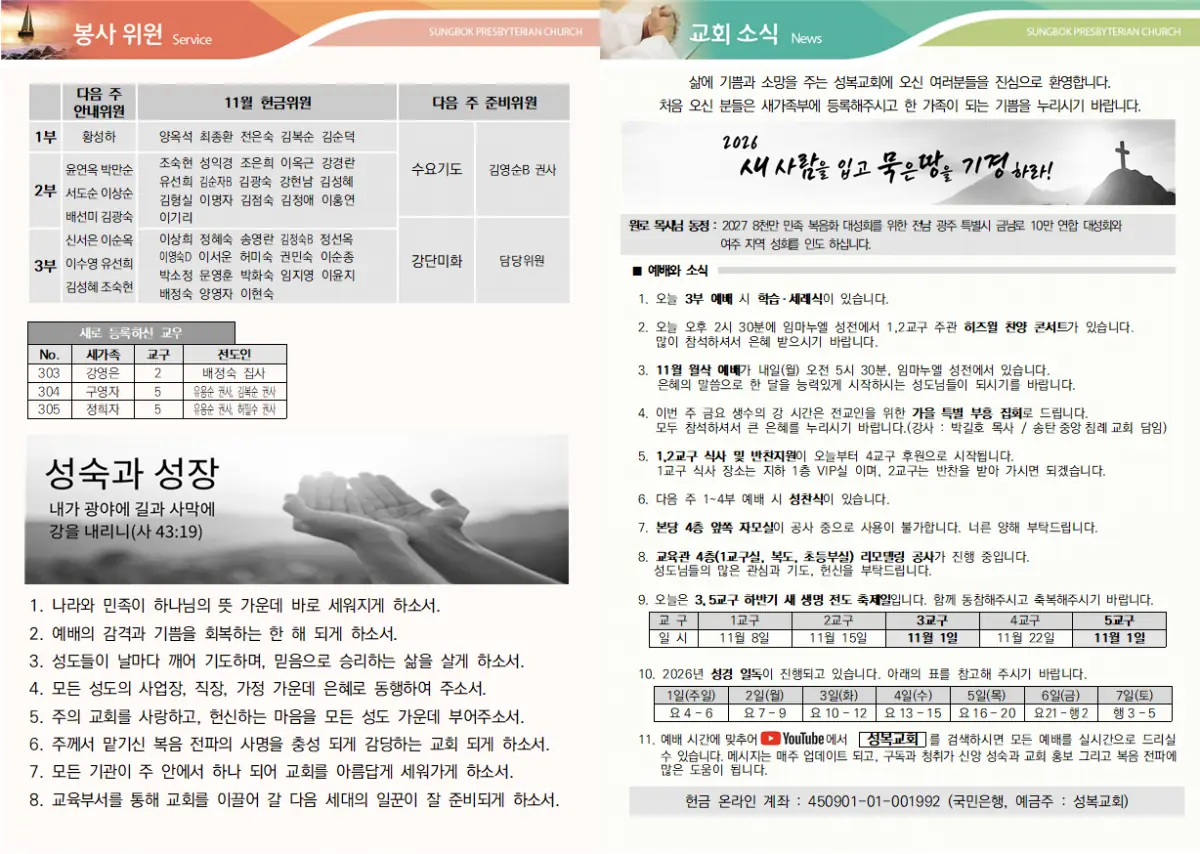 봉사 위원 Service
SUNGBOK PRESBYTERIAN CHURCH
다음 주 안내위원
11월 헌금위원
다음 주 준비위원
1부
황성하
양옥석 최종환 전은숙 김복순 김순덕
2부
윤연옥 박만순
서도순 이상순
배선미 김광숙
조숙현 성익경 조은희 이옥근 강경란
유선희 김순자B 김광숙 강현남 김성혜
김형실 이명자 김점숙 김정애 이홍연
이기리
3부
신서은 이순옥
이수영 유선희
김성혜 조숙현
이상희 정혜숙 송영란 김정숙B 정선옥
이영숙D 이서운 허미숙 권민숙 이순종
박소정 문영훈 박화숙 임지영 이윤지
배정숙 양영자 이현숙
수요기도
김영순B 권사
강단미화
담당위원
새로 등록하신 교우
No. 새가족 교구 전도인
303 강영은 2 배정숙 집사
304 구영자 5 유용순 권사, 김복순 권사
305 정희자 5 유용순 권사, 허필수 권사
성숙과 성장
내가 광야에 길과 사막에
강을 내리니(사 43:19)
1. 나라와 민족이 하나님의 뜻 가운데 바로 세워지게 하소서.
2. 예배의 감격과 기쁨을 회복하는 한 해 되게 하소서.
3. 성도들이 날마다 깨어 기도하며, 믿음으로 승리하는 삶을 살게 하소서.
4. 모든 성도의 사업장, 직장, 가정 가운데 은혜로 동행하여 주소서.
5. 주의 교회를 사랑하고, 헌신하는 마음을 모든 성도 가운데 부어주소서.
6. 주께서 맡기신 복음 전파의 사명을 충성 되게 감당하는 교회 되게 하소서.
7. 모든 기관이 주 안에서 하나 되어 교회를 아름답게 세워가게 하소서.
8. 교육부서를 통해 교회를 이끌어 갈 다음 세대의 일꾼이 잘 준비되게 하소서.
교회 소식 News
SUNGBOK PRESBYTERIAN CHURCH
삶에 기쁨과 소망을 주는 성복교회에 오신 여러분들을 진심으로 환영합니다.
처음 오신 분들은 새가족부에 등록해주시고 한 가족이 되는 기쁨을 누리시기 바랍니다.
2026
새 사람을 입고 묵은땅을 기경하라!
원로 목사님 동정 : 2027 8천만 민족 복음화 대성회를 위한 전남 광주 특별시 금남로 10만 연합 대성회와
여주 지역 성회를 인도 하십니다.
■ 예배와 소식
1. 오늘 3부 예배 시 학습·세례식이 있습니다.
2. 오늘 오후 2시 30분에 임마누엘 성전에서 1,2교구 주관 히즈윌 찬양 콘서트가 있습니다.
많이 참석하셔서 은혜 받으시기 바랍니다.
3. 11월 월삭 예배가 내일(월) 오전 5시 30분, 임마누엘 성전에서 있습니다.
은혜의 말씀으로 한 달을 능력있게 시작하시는 성도님들이 되시기를 바랍니다.
4. 이번 주 금요 생수의 강 시간은 전교인을 위한 가을 특별 부흥 집회로 드립니다.
모두 참석하셔서 큰 은혜를 누리시기 바랍니다.(강사 : 박길호 목사 / 송탄 중앙 침례 교회 담임)
5. 1,2교구 식사 및 반찬지원이 오늘부터 4교구 후원으로 시작됩니다.
1교구 식사 장소는 지하 1층 VIP실 이며, 2교구는 반찬을 받아 가시면 되겠습니다.
6. 다음 주 1~4부 예배 시 성찬식이 있습니다.
7. 본당 4층 앞쪽 자모실이 공사 중으로 사용이 불가합니다. 너른 양해 부탁드립니다.
8. 교육관 4층(1교구실, 복도, 초등부실) 리모델링 공사가 진행 중입니다.
성도님들의 많은 관심과 기도, 헌신을 부탁드립니다.
9. 오늘은 3,5교구 하반기 새 생명 전도 축제일입니다. 함께 동참해주시고 축복해주시기 바랍니다.
교 구 1교구 2교구 3교구 4교구 5교구
일 시 11월 8일 11월 15일 11월 1일 11월 22일 11월 1일
10. 2026년 성경 일독이 진행되고 있습니다. 아래의 표를 참고해 주시기 바랍니다.
1일(주일) 2일(월) 3일(화) 4일(수) 5일(목) 6일(금) 7일(토)
요 4 - 6 요 7 - 9 요 10 - 12 요 13 - 15 요 16 - 20 요21 - 행2 행 3 - 5
11. 예배 시간에 맞추어 YouTube에서 성복교회 를 검색하시면 모든 예배를 실시간으로 드리실
수 있습니다. 메시지는 매주 업데이트 되고, 구독과 청취가 신앙 성숙과 교회 홍보 그리고 복음 전파에
많은 도움이 됩니다.
헌금 온라인 계좌 : 450901-01-001992 (국민은행, 예금주 : 성복교회)